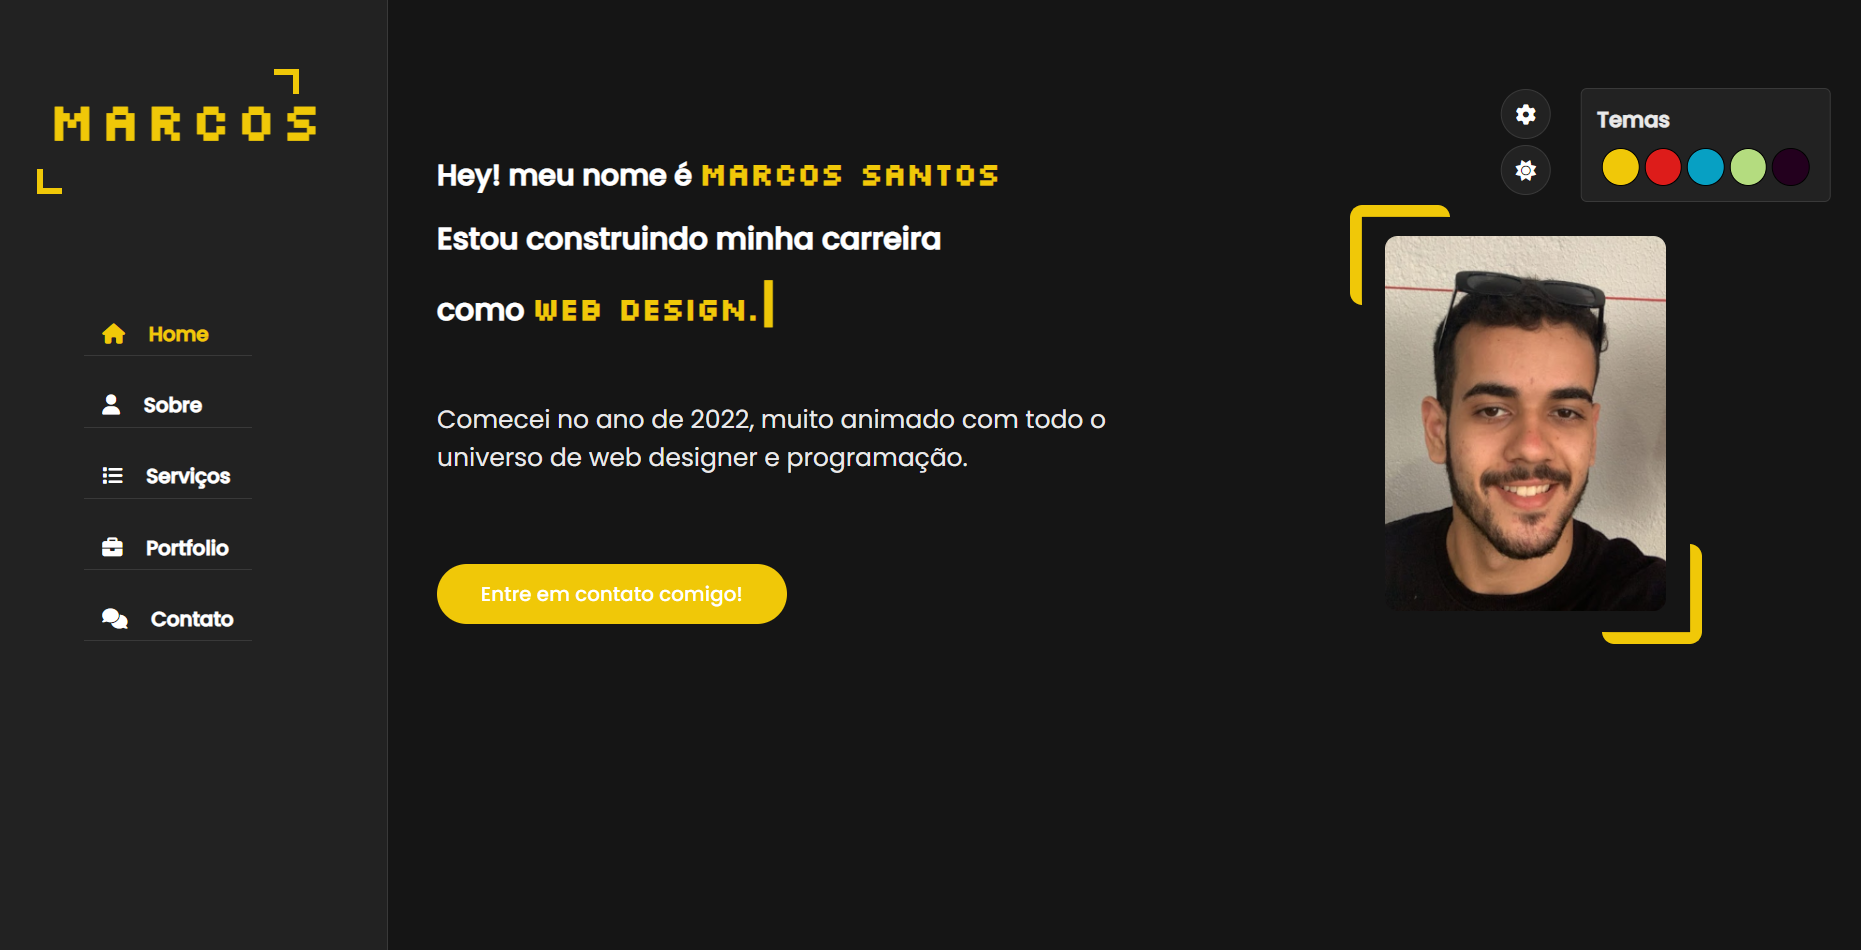 MARCOS
Home
Sobre
Serviços
Portfolio
Contato
Hey! meu nome é MARCOS SANTOS
Estou construindo minha carreira
como WEB DESIGN.
Comecei no ano de 2022, muito animado com todo o
universo de web designer e programação.
Entre em contato comigo!
Temas